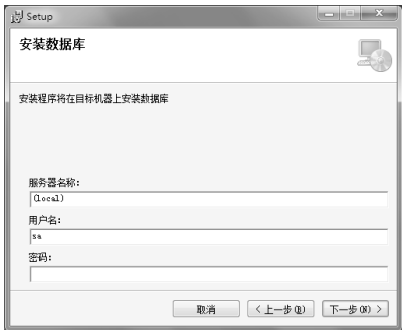 Setup
安装数据库
安装程序将在目标机器上安装数据库
服务器名称:
(local)
用户名:
sa
密码:
取消
< 上一步(B)
下一步(N) >